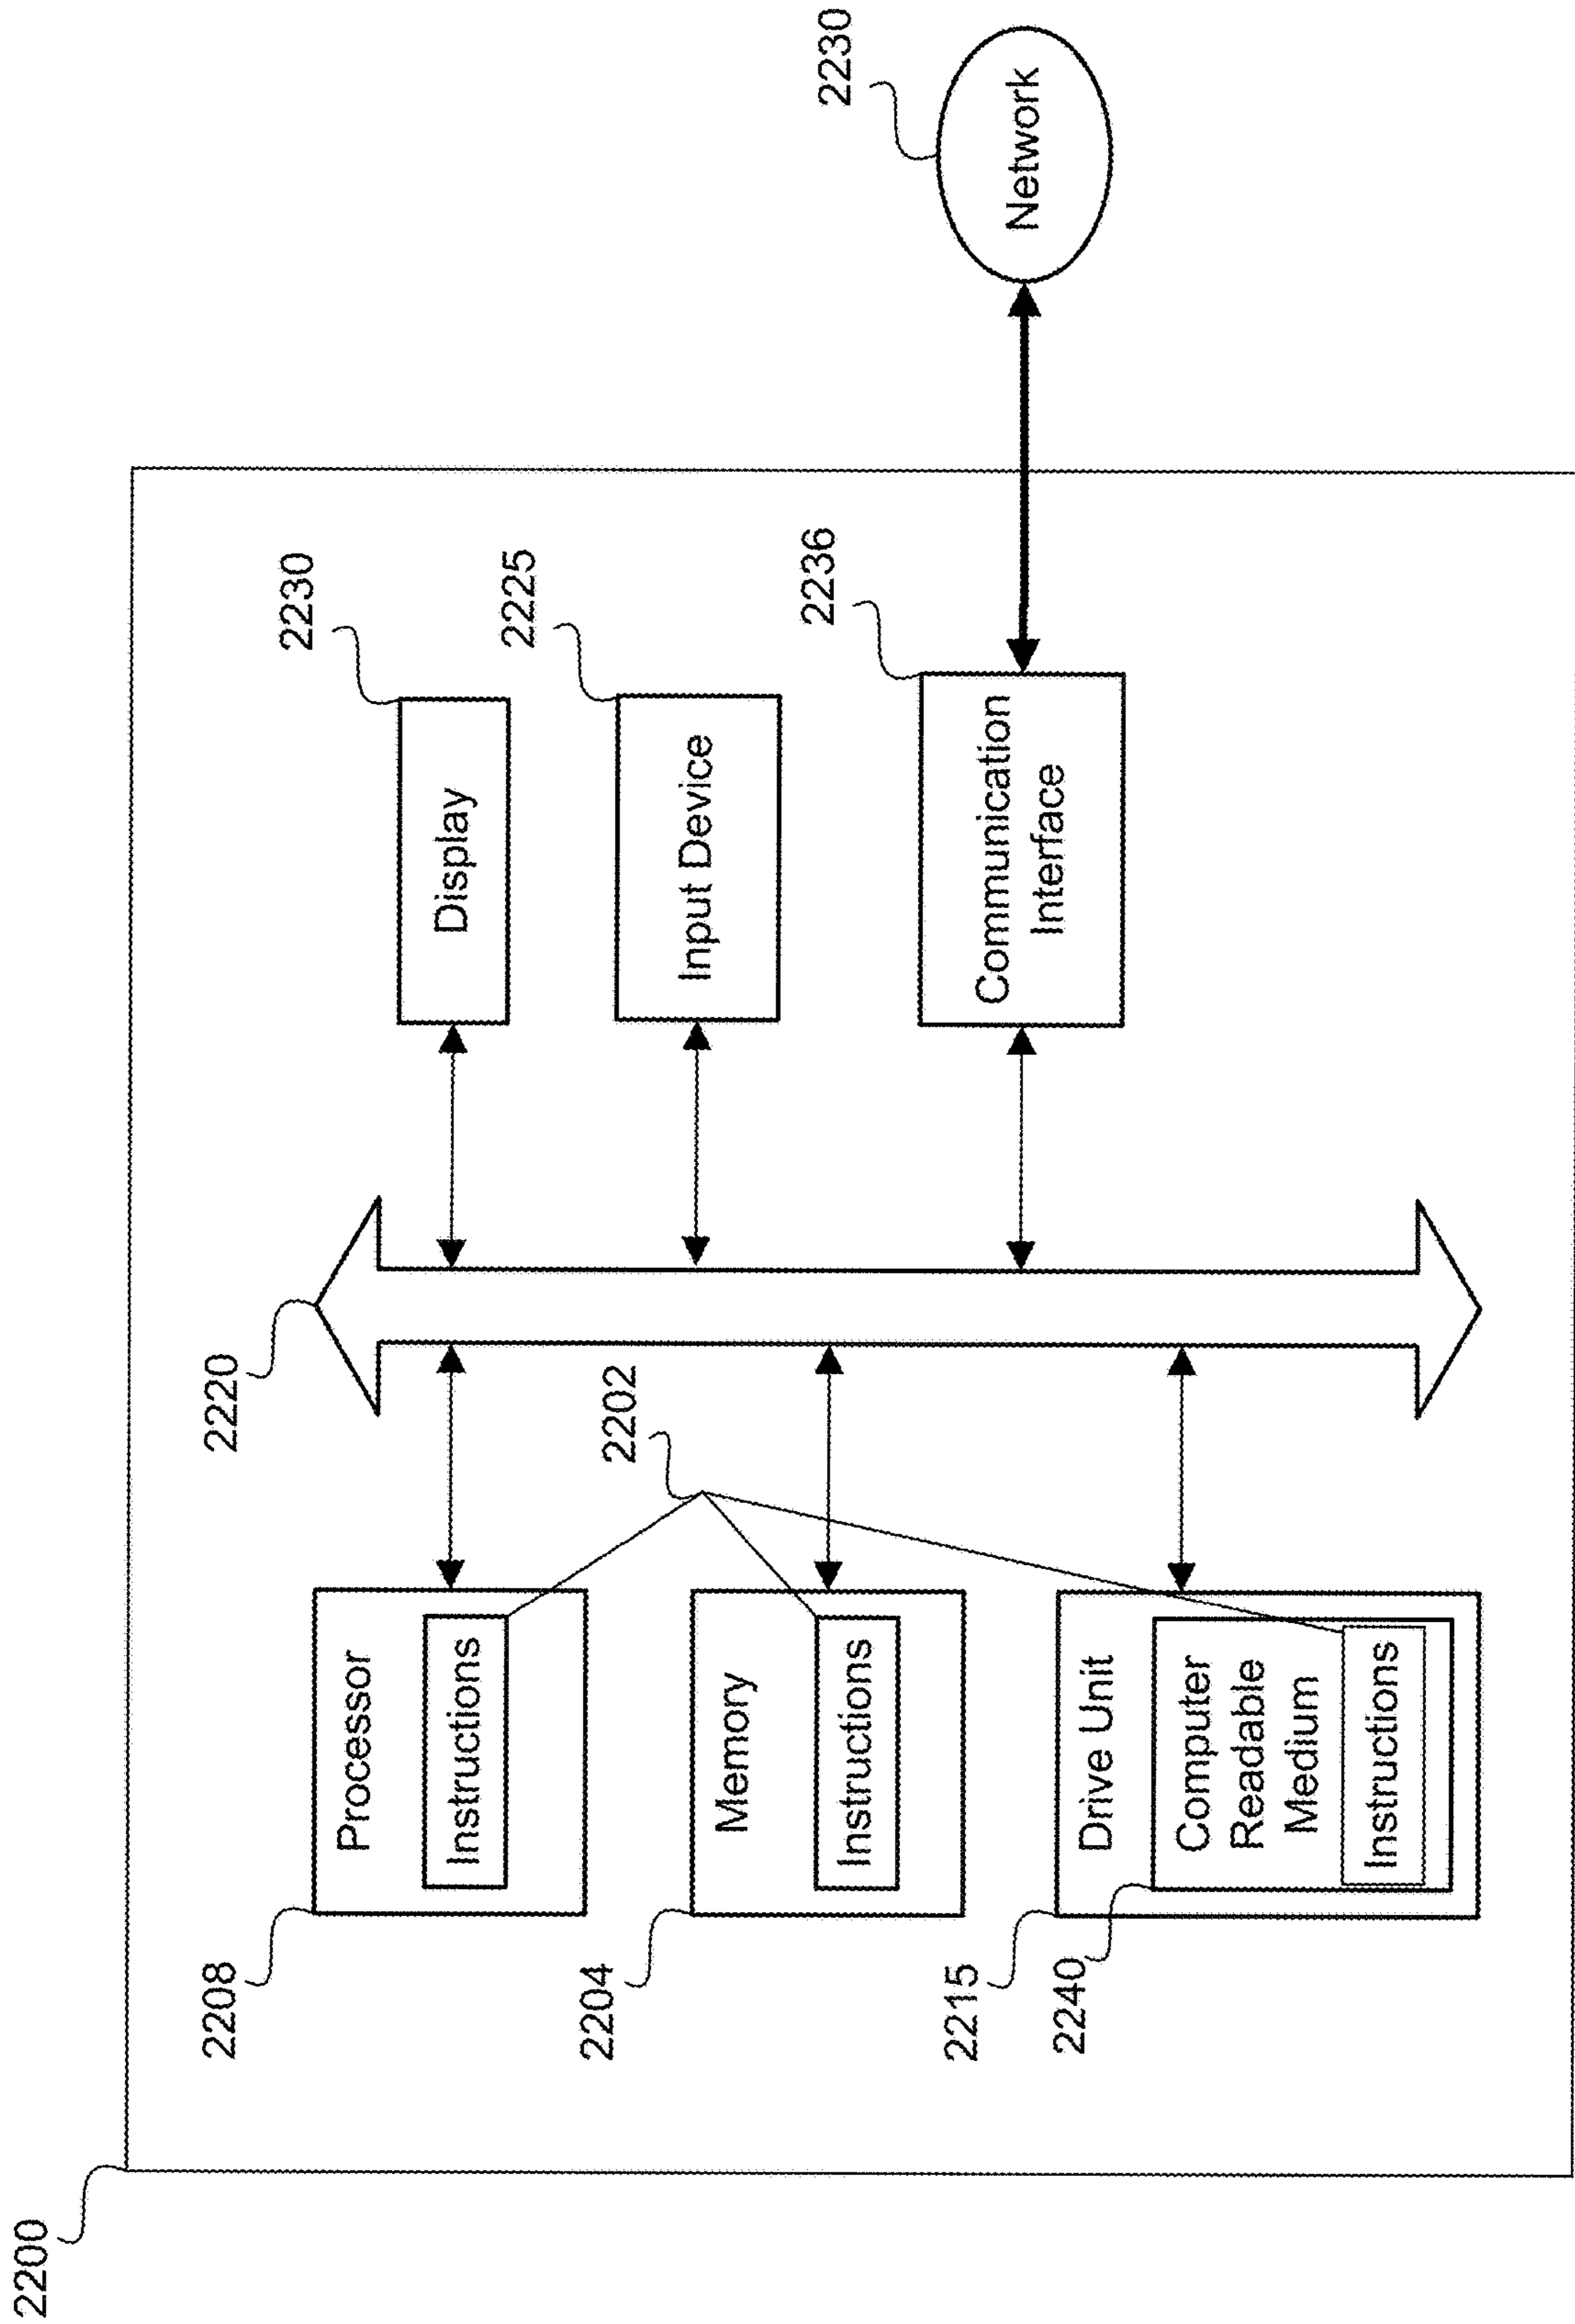 2200
2208
Processor
Instructions
2220
2230
Display
2204
Memory
Instructions
2202
2225
Input Device
2215
2240
Drive Unit
Computer
Readable
Medium
Instructions
2236
Communication
Interface
2230
Network